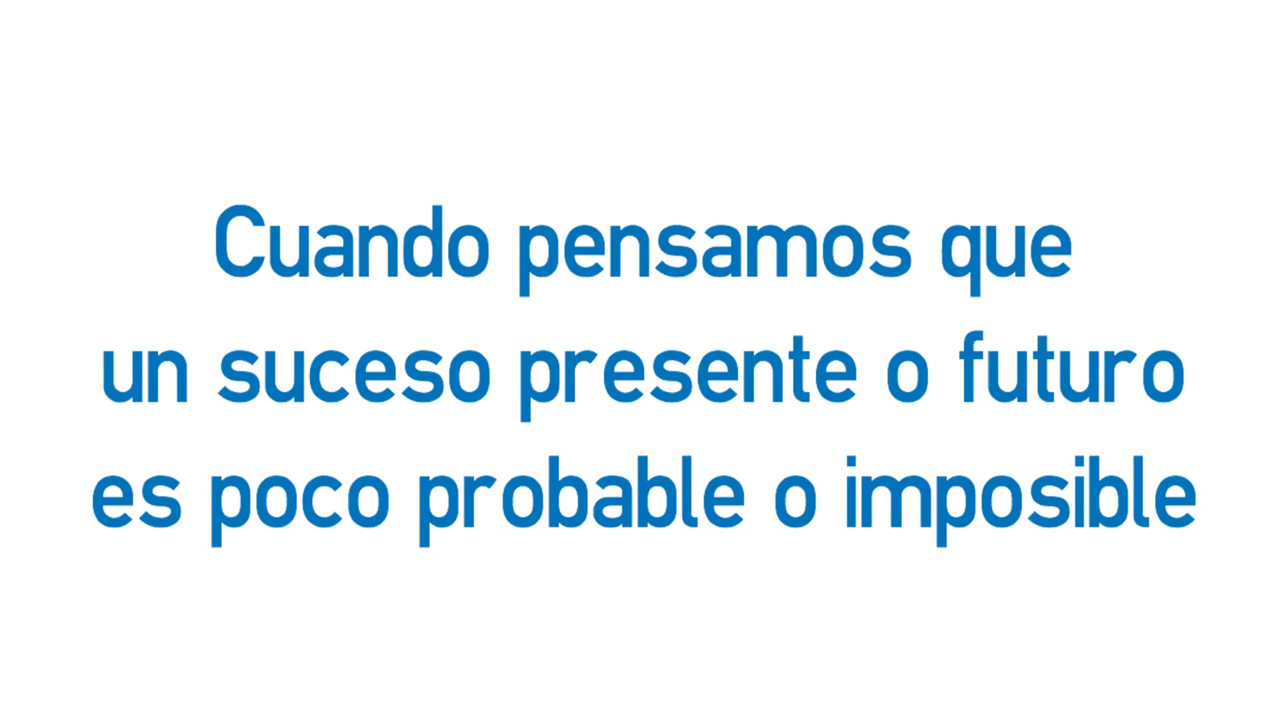 Cuando pensamos que
un suceso presente o futuro
es poco probable o imposible